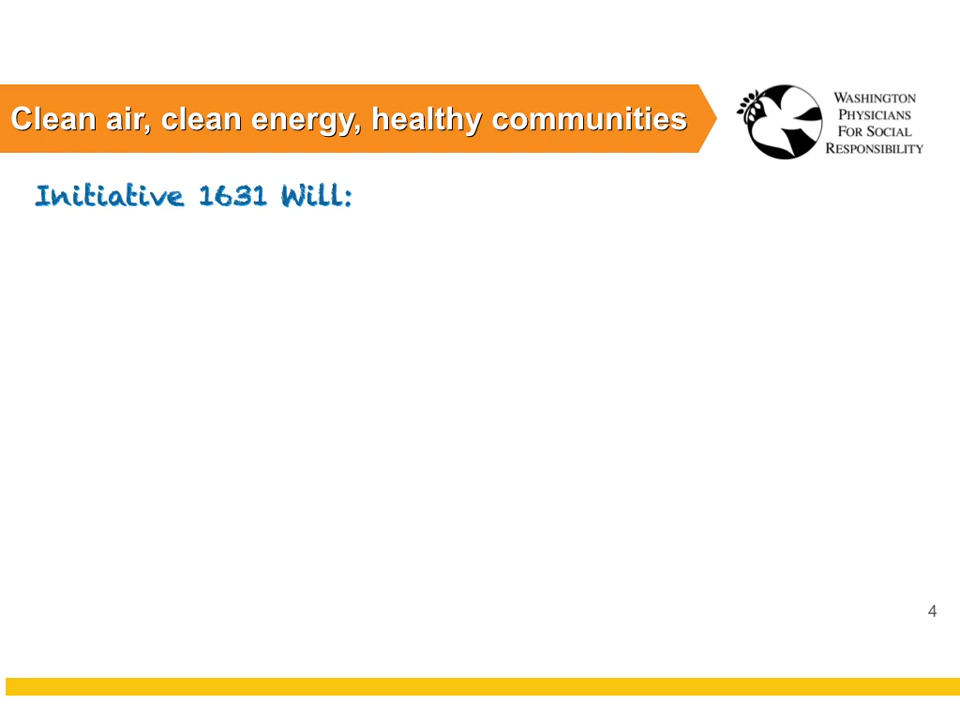 Clean air, clean energy, healthy communities
WASHINGTON
PHYSICIANS
FOR SOCIAL
RESPONSIBILITY
Initiative 1631 Will:
4